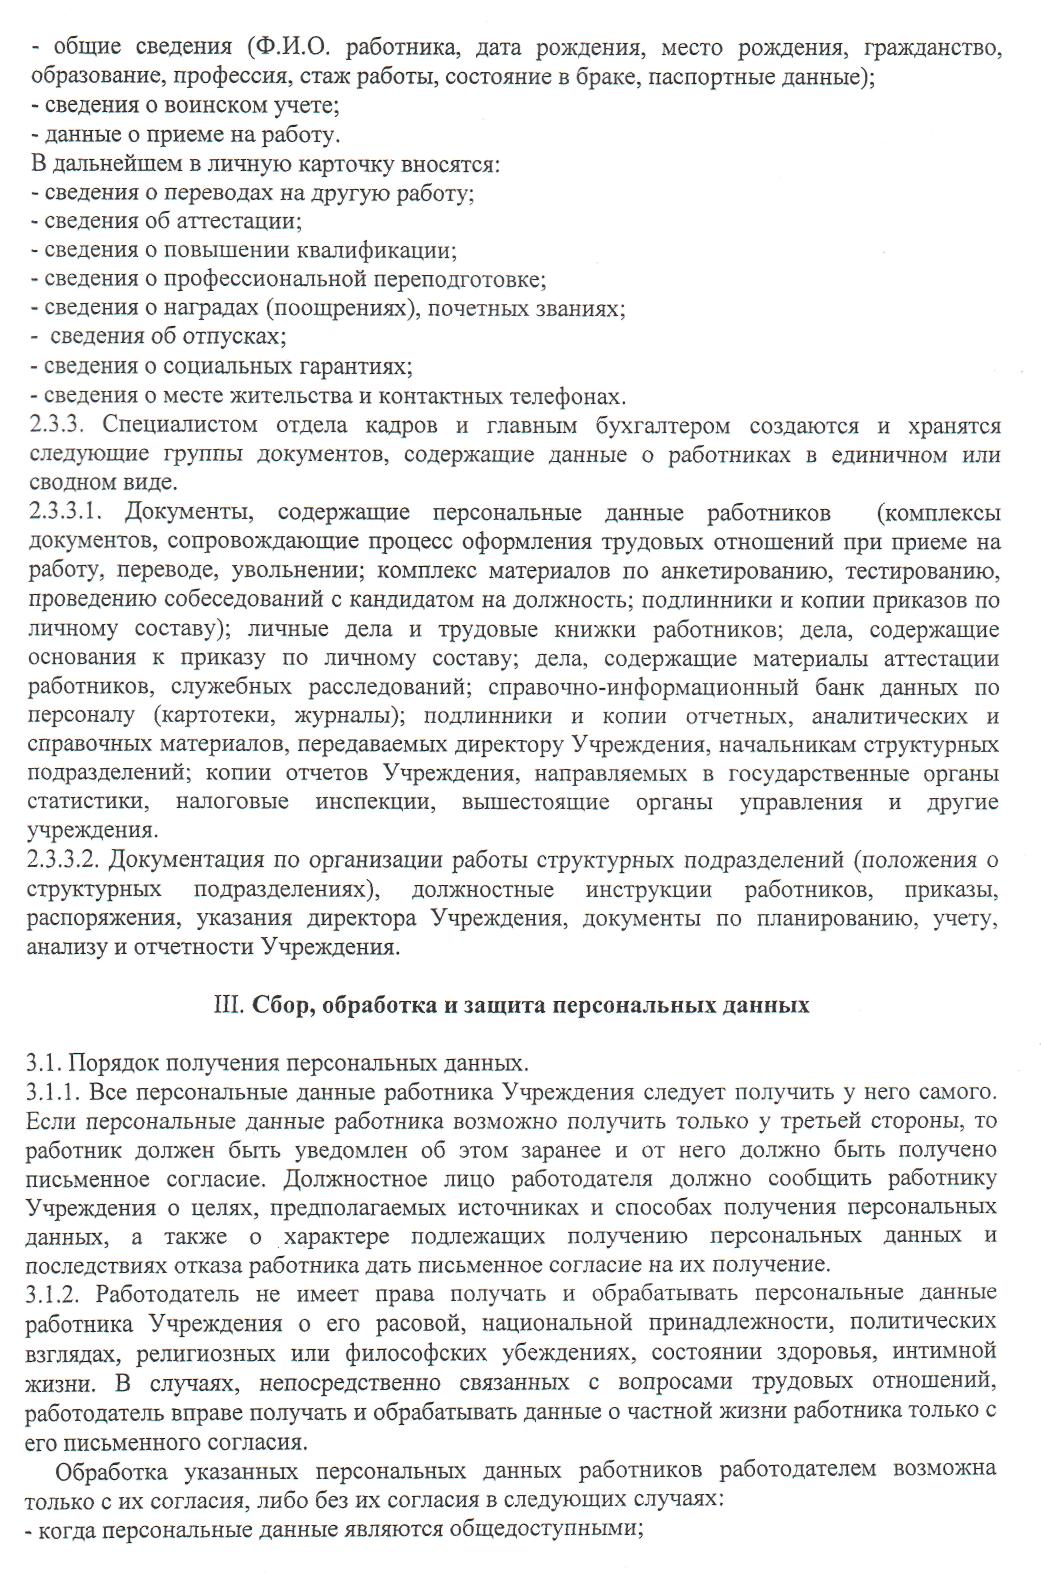 - общие сведения (Ф.И.О. работника, дата рождения, место рождения, гражданство,
образование, профессия, стаж работы, состояние в браке, паспортные данные);
- сведения о воинском учете;
- данные о приеме на работу.
В дальнейшем в личную карточку вносятся:
- сведения о переводах на другую работу;
- сведения об аттестации;
- сведения о повышении квалификации;
- сведения о профессиональной переподготовке;
- сведения о наградах (поощрениях), почетных званиях;
- сведения об отпусках;
- сведения о социальных гарантиях;
- сведения о месте жительства и контактных телефонах.
2.3.3. Специалистом отдела кадров и главным бухгалтером создаются и хранятся
следующие группы документов, содержащие данные о работниках в единичном или
сводном виде.
2.3.3.1. Документы, содержащие персональные данные работников (комплексы
документов, сопровождающие процесс оформления трудовых отношений при приеме на
работу, переводе, увольнении; комплекс материалов по анкетированию, тестированию,
проведению собеседований с кандидатом на должность; подлинники и копии приказов по
личному составу); личные дела и трудовые книжки работников; дела, содержащие
основания к приказу по личному составу; дела, содержащие материалы аттестации
работников, служебных расследований; справочно-информационный банк данных по
персоналу (картотеки, журналы); подлинники и копии отчетных, аналитических и
справочных материалов, передаваемых директору Учреждения, начальникам структурных
подразделений; копии отчетов Учреждения, направляемых в государственные органы
статистики, налоговые инспекции, вышестоящие органы управления и другие
учреждения.
2.3.3.2. Документация по организации работы структурных подразделений (положения о
структурных подразделениях), должностные инструкции работников, приказы,
распоряжения, указания директора Учреждения, документы по планированию, учету,
анализу и отчетности Учреждения.
III. Сбор, обработка и защита персональных данных
3.1. Порядок получения персональных данных.
3.1.1. Все персональные данные работника Учреждения следует получить у него самого.
Если персональные данные работника возможно получить только у третьей стороны, то
работник должен быть уведомлен об этом заранее и от него должно быть получено
письменное согласие. Должностное лицо работодателя должно сообщить работнику
Учреждения о целях, предполагаемых источниках и способах получения персональных
данных, а также о характере подлежащих получению персональных данных и
последствиях отказа работника дать письменное согласие на их получение.
3.1.2. Работодатель не имеет права получать и обрабатывать персональные данные
работника Учреждения о его расовой, национальной принадлежности, политических
взглядах, религиозных или философских убеждениях, состоянии здоровья, интимной
жизни. В случаях, непосредственно связанных с вопросами трудовых отношений,
работодатель вправе получать и обрабатывать данные о частной жизни работника только с
его письменного согласия.
Обработка указанных персональных данных работников работодателем возможна
только с их согласия, либо без их согласия в следующих случаях:
- когда персональные данные являются общедоступными;